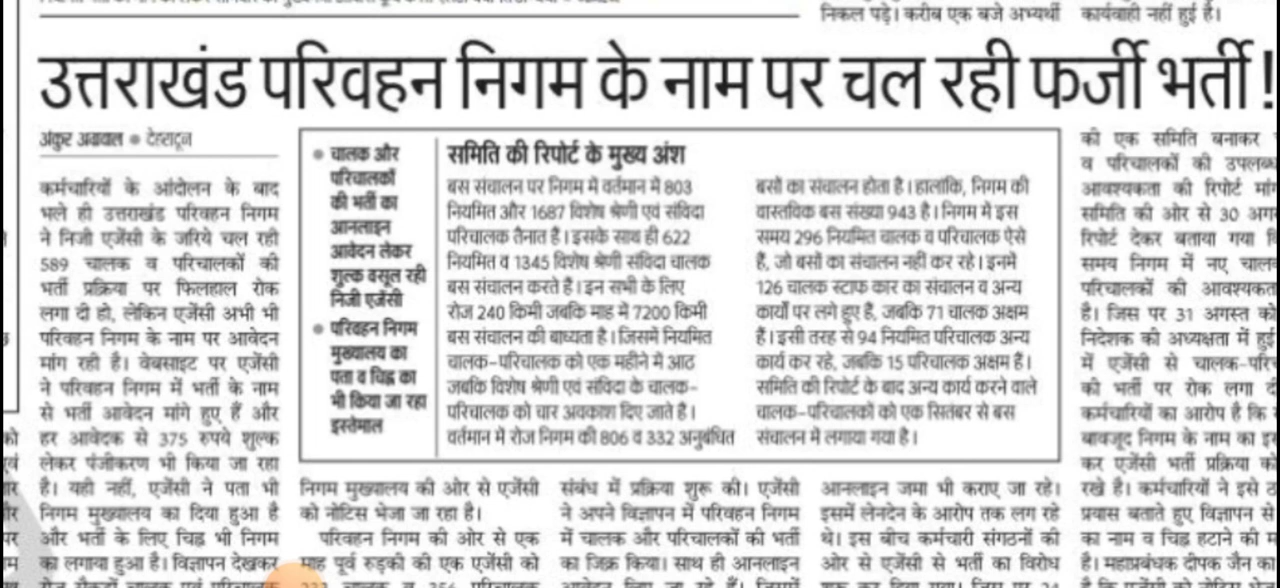 निकल पड़े। करीब एक बजे अभ्यर्थी
कार्यवाही नहीं हुई है।
उत्तराखंड परिवहन निगम के नाम पर चल रही फर्जी भर्ती!
अंकुर अग्रवाल ● देहरादून
कर्मचारियों के आंदोलन के बाद
भले ही उत्तराखंड परिवहन निगम
ने निजी एजेंसी के जरिये चल रही
589 चालक व परिचालकों की
भर्ती प्रक्रिया पर फिलहाल रोक
लगा दी हो, लेकिन एजेंसी अभी भी
परिवहन निगम के नाम पर आवेदन
मांग रही है। वेबसाइट पर एजेंसी
ने परिवहन निगम में भर्ती के नाम
से भर्ती आवेदन मांगे हुए हैं और
हर आवेदक से 375 रुपये शुल्क
लेकर पंजीकरण भी किया जा रहा
है। यही नहीं, एजेंसी ने पता भी
निगम मुख्यालय का दिया हुआ है
और भर्ती के लिए चिह्न भी निगम
का लगाया हुआ है। विज्ञापन देखकर
● चालक और
परिचालकों
की भर्ती का
आनलाइन
आवेदन लेकर
शुल्क वसूल रही
निजी एजेंसी
● परिवहन निगम
मुख्यालय का
पता व चिह्न का
भी किया जा रहा
इस्तेमाल
समिति की रिपोर्ट के मुख्य अंश
बस संचालन पर निगम में वर्तमान में 803
नियमित और 1687 विशेष श्रेणी एवं संविदा
परिचालक तैनात हैं। इसके साथ ही 622
नियमित व 1345 विशेष श्रेणी संविदा चालक
बस संचालन करते हैं। इन सभी के लिए
रोज 240 किमी जबकि माह में 7200 किमी
बस संचालन की बाध्यता है। जिसमें नियमित
चालक-परिचालक को एक महीने में आठ
जबकि विशेष श्रेणी एवं संविदा के चालक-
परिचालक को चार अवकाश दिए जाते है।
वर्तमान में रोज निगम की 806 व 332 अनुबंधित
बसों का संचालन होता है। हालांकि, निगम की
वास्तविक बस संख्या 943 है। निगम में इस
समय 296 नियमित चालक व परिचालक ऐसे
हैं, जो बसों का संचालन नहीं कर रहे। इनमें
126 चालक स्टाफ कार का संचालन व अन्य
कार्यों पर लगे हुए हैं, जबकि 71 चालक अक्षम
हैं। इसी तरह से 94 नियमित परिचालक अन्य
कार्य कर रहे, जबकि 15 परिचालक अक्षम हैं।
समिति की रिपोर्ट के बाद अन्य कार्य करने वाले
चालक-परिचालकों को एक सितंबर से बस
संचालन में लगाया गया है।
निगम मुख्यालय की ओर से एजेंसी
को नोटिस भेजा जा रहा है।
परिवहन निगम की ओर से एक
माह पूर्व रुड़की की एक एजेंसी को
संबंध में प्रक्रिया शुरू की। एजेंसी
ने अपने विज्ञापन में परिवहन निगम
में चालक और परिचालकों की भर्ती
का जिक्र किया। साथ ही आनलाइन
आनलाइन जमा भी कराए जा रहे।
इसमें लेनदेन के आरोप तक लग रहे
थे। इस बीच कर्मचारी संगठनों की
ओर से एजेंसी से भर्ती का विरोध
की एक समिति बनाकर
व परिचालकों की
आवश्यकता की रिपोर्ट
समिति की ओर से 30
रिपोर्ट देकर बताया गया
समय निगम में नए
परिचालकों की
है। जिस पर 31 अगस्त
निदेशक की अध्यक्षता में हुई
में एजेंसी से
की भर्ती पर रोक लगा
कर्मचारियों का आरोप है कि
बावजूद निगम के नाम का
कर एजेंसी भर्ती प्रक्रिया
रखे है। कर्मचारियों ने इसे
प्रयास बताते हुए विज्ञापन से
का नाम व चिह्न हटाने की
है। महाप्रबंधक दीपक जैन का